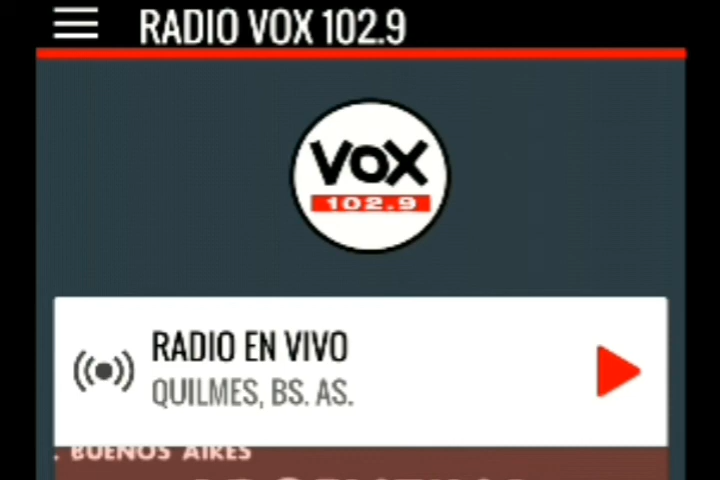 RADIO VOX 102.9
VOX
102.9
RADIO EN VIVO
QUILMES, BS. AS.
. BUENOS AIRES